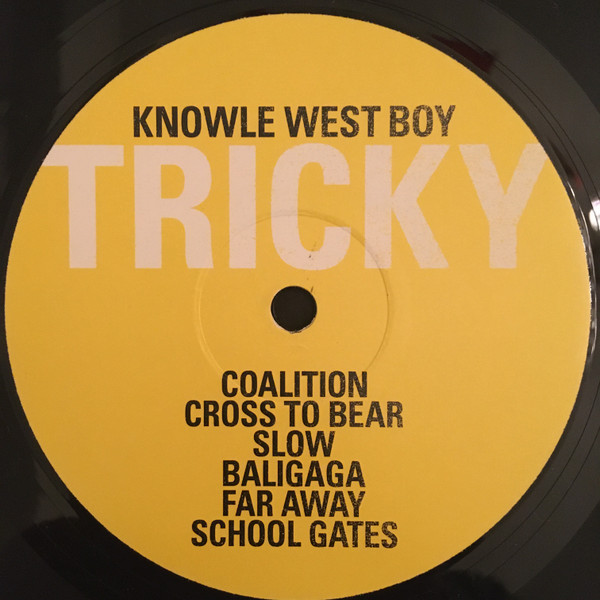 KNOWLE WEST BOY
TRICKY
COALITION
CROSS TO BEAR
SLOW
BALIGAGA
FAR AWAY
SCHOOL GATES